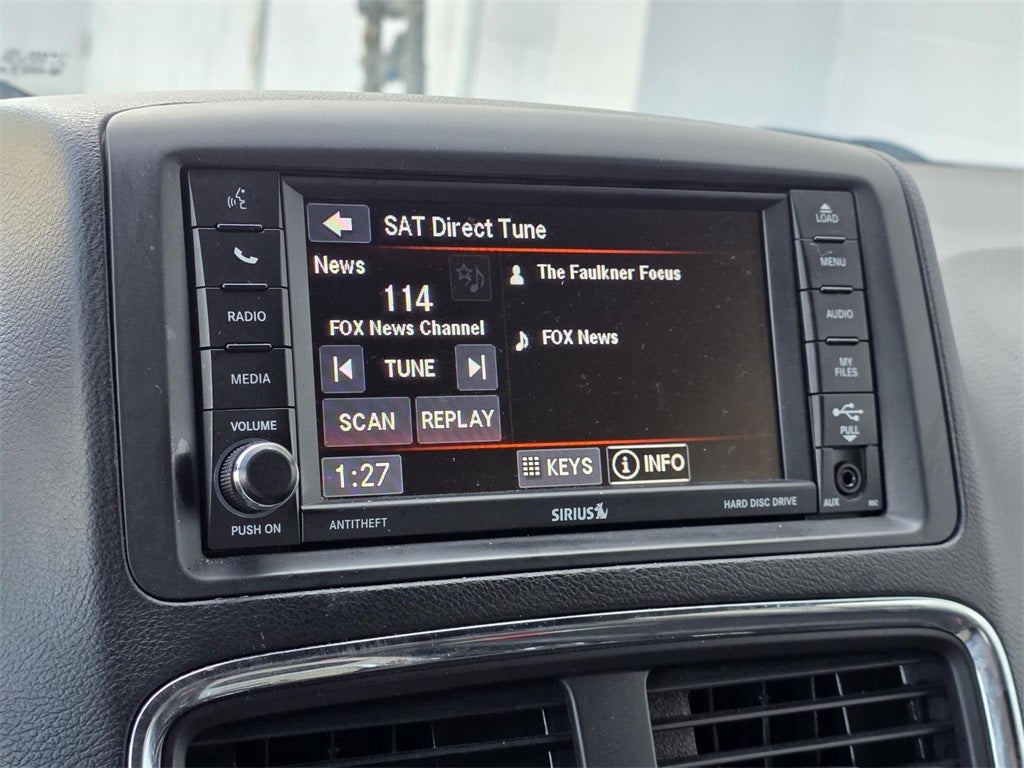 SAT Direct Tune
News
114
FOX News Channel
TUNE
SCAN REPLAY
1:27
The Faulkner Focus
FOX News
KEYS INFO
RADIO
MEDIA
VOLUME
PUSH ON
ANTITHEFT
SIRIUS
HARD DISC DRIVE
LOAD
MENU
AUDIO
MY
FILES
PULL
AUX